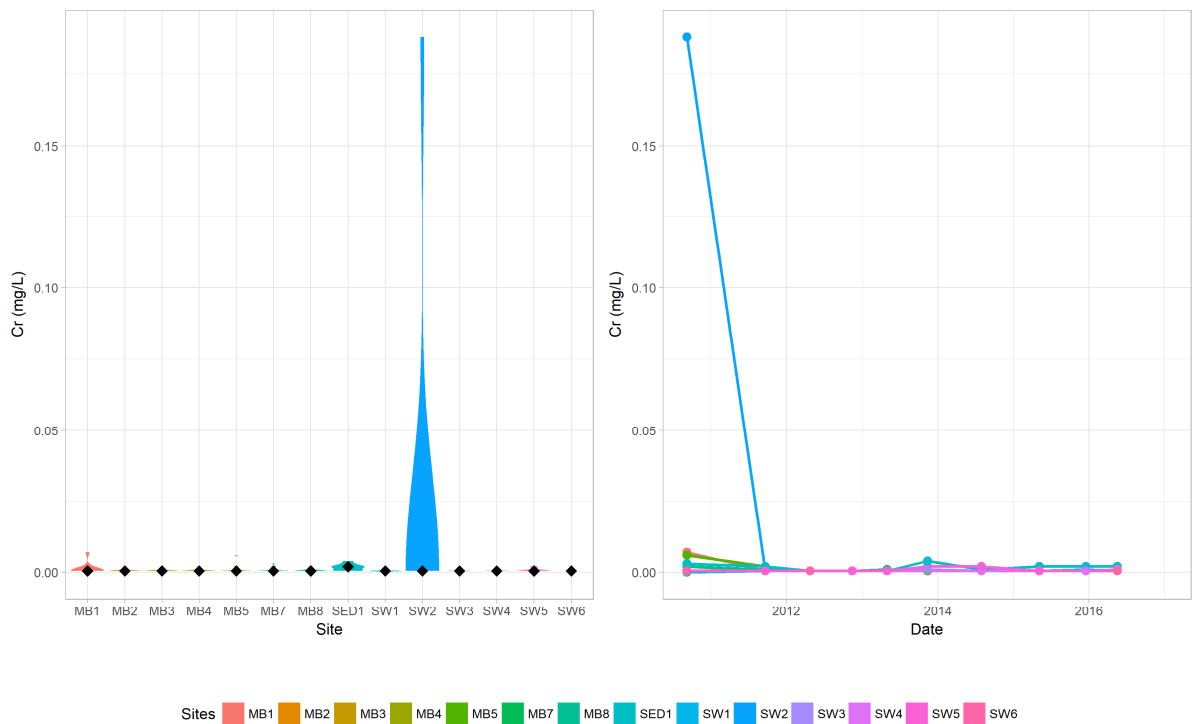 Cr (mg/L)
0.15
0.10
0.05
0.00
MB1 MB2 MB3 MB4 MB5 MB7 MB8 SED1 SW1 SW2 SW3 SW4 SW5 SW6
Site
Cr (mg/L)
0.15
0.10
0.05
0.00
2012 2014 2016
Date
Sites MB1 MB2 MB3 MB4 MB5 MB7 MB8 SED1 SW1 SW2 SW3 SW4 SW5 SW6